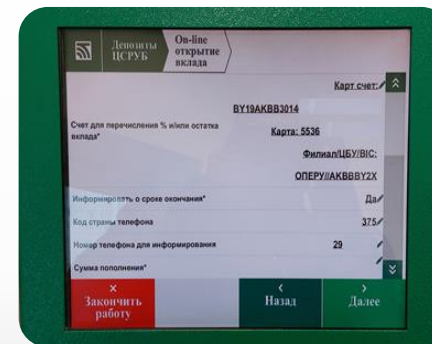 Депозиты
ЦСРУБ
On-line
открытие
вклада
Карт счет:
BY19AKBB3014
Счет для перечисления % и/или остатка
вклада*
Карта: 5536
Филиал/ЦБУ/BIC:
ОПЕРУ//AKBBBY2X
Информировать о сроке окончания*
Да
Код страны телефона
375
Номер телефона для информирования
29
Сумма пополнения*
Закончить
работу
Назад
Далее